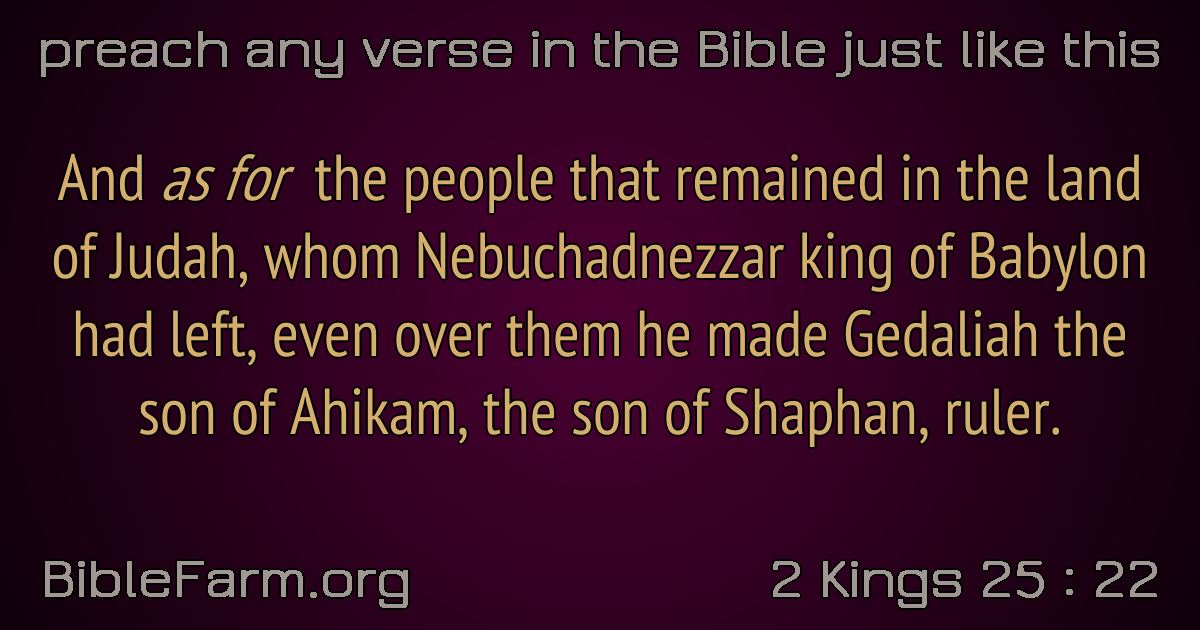 preach any verse in the Bible just like this
And as for the people that remained in the land
of Judah, whom Nebuchadnezzar king of Babylon
had left, even over them he made Gedaliah the
son of Ahikam, the son of Shaphan, ruler.
BibleFarm.org
2 Kings 25 : 22